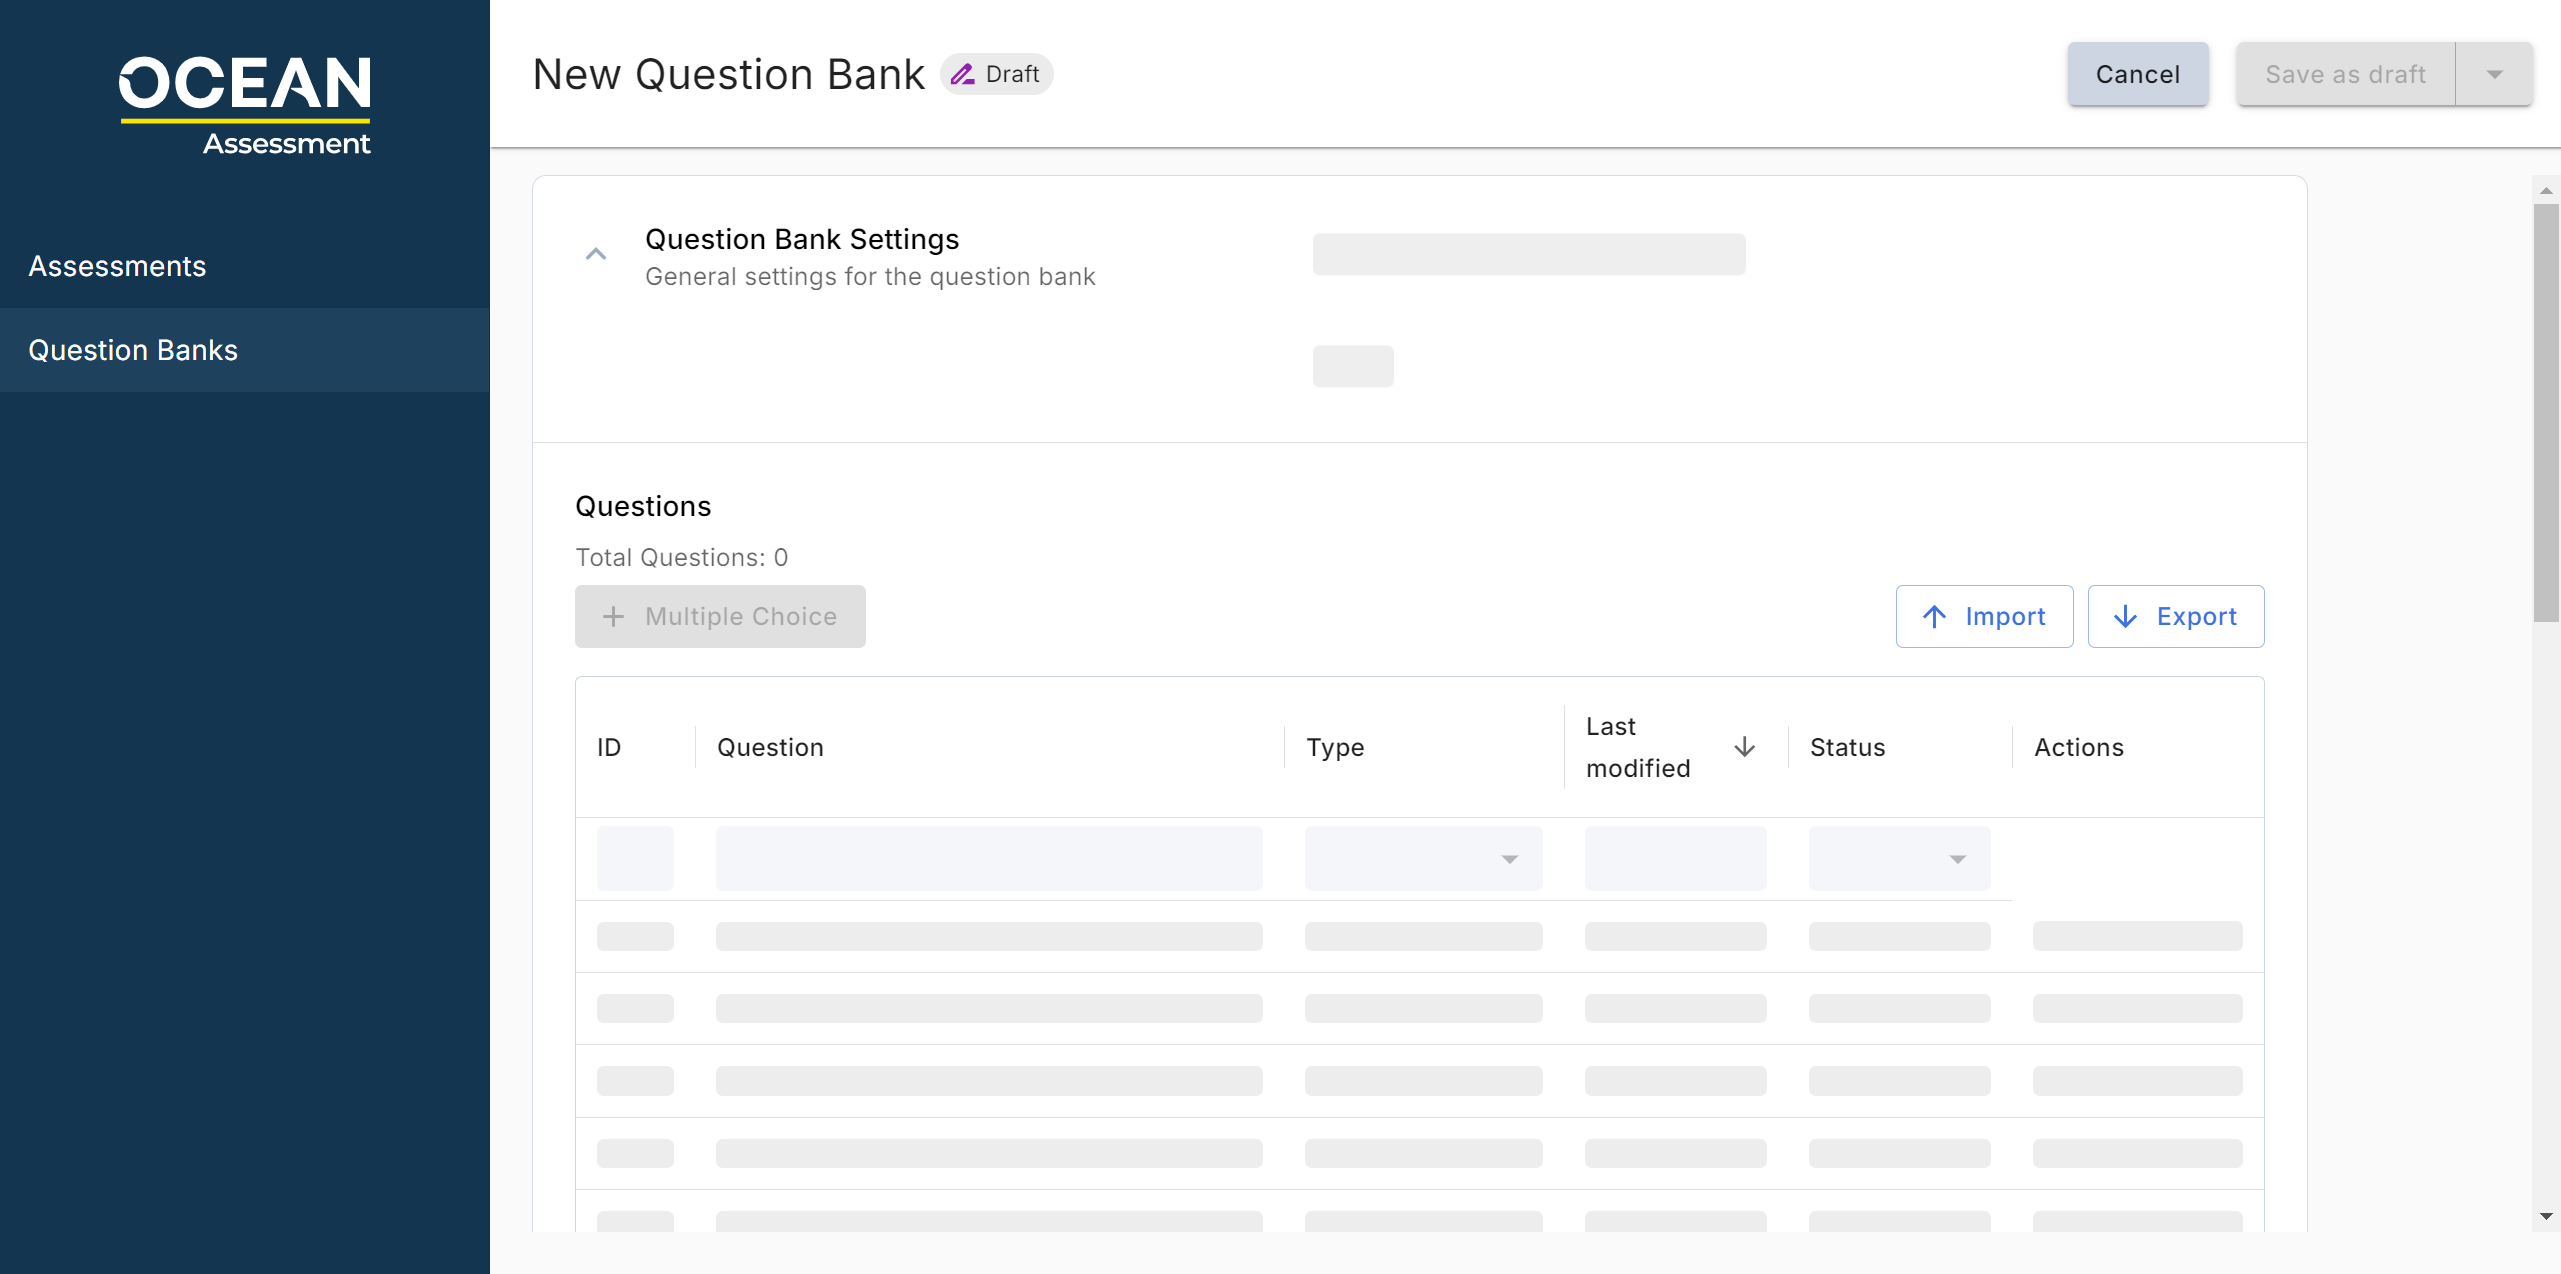 OCEAN
Assessment
Assessments
Question Banks
New Question Bank
Draft
Cancel
Save as draft
Question Bank Settings
General settings for the question bank
Questions
Total Questions: 0
Multiple Choice
Import
Export
ID
Question
Type
Last
modified
Status
Actions